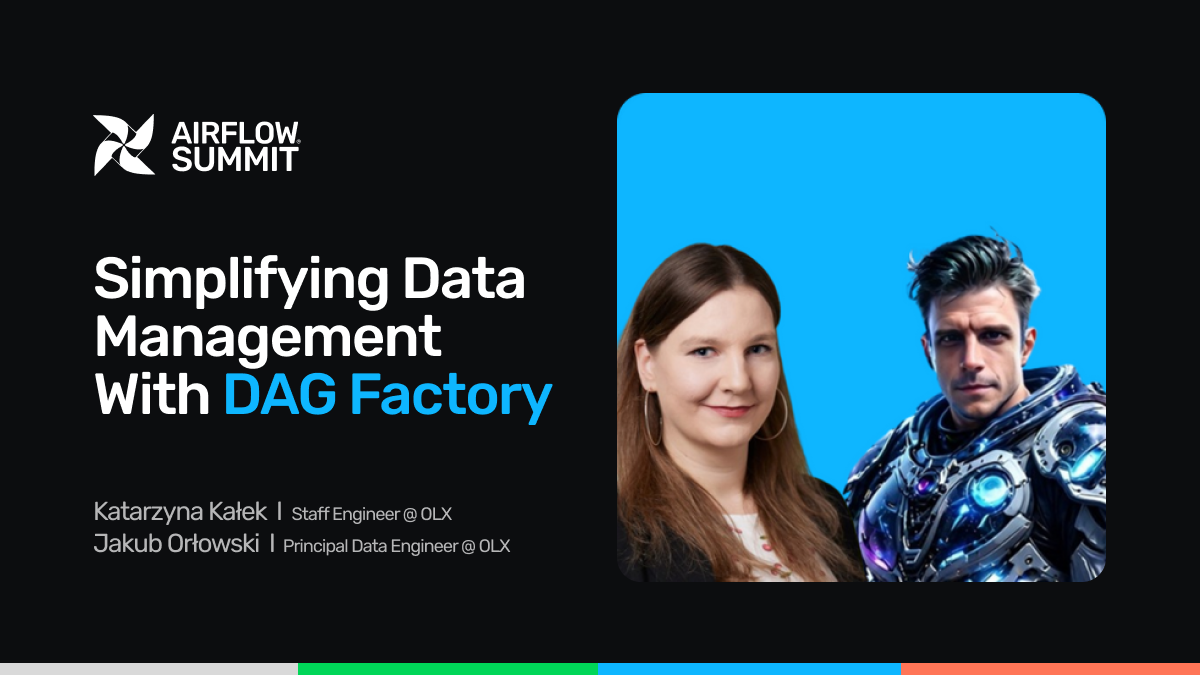 AIRFLOW®
SUMMIT
Simplifying Data
Management
With DAG Factory
Katarzyna Kałek | Staff Engineer @ OLX
Jakub Orłowski | Principal Data Engineer @ OLX